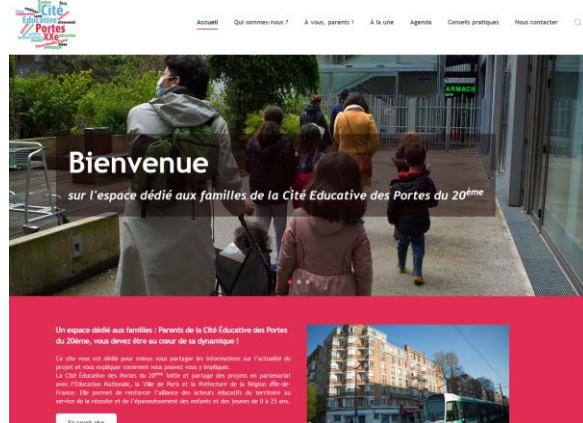 Cité
Educative
Portes
XXe
Accueil
Qui sommes-nous ?
À vous, parents !
À la une
Agenda
Conseils pratiques
Nous contacter
ARMACH
Bienvenue
sur l'espace dédié aux familles de la Cité Educative des Portes du 20ème
Un espace dédié aux familles : Parents de la Cité Éducative des Portes
du 20ème, vous devez être au cœur de sa dynamique !
Ce site vous est dédié pour mieux vous partager les informations sur l'actualité du
projet et vous expliquer comment vous pouvez vous y impliquer.
La Cité Éducative des Portes du 20ème initie et partage des projets en partenariat
avec l'Éducation Nationale, la Ville de Paris et la Préfecture de la Région d'Île-de-
France. Elle permet de renforcer l'alliance des acteurs éducatifs du territoire au
service de la réussite et de l'épanouissement des enfants et des jeunes de 0 à 25 ans.
En savoir plus